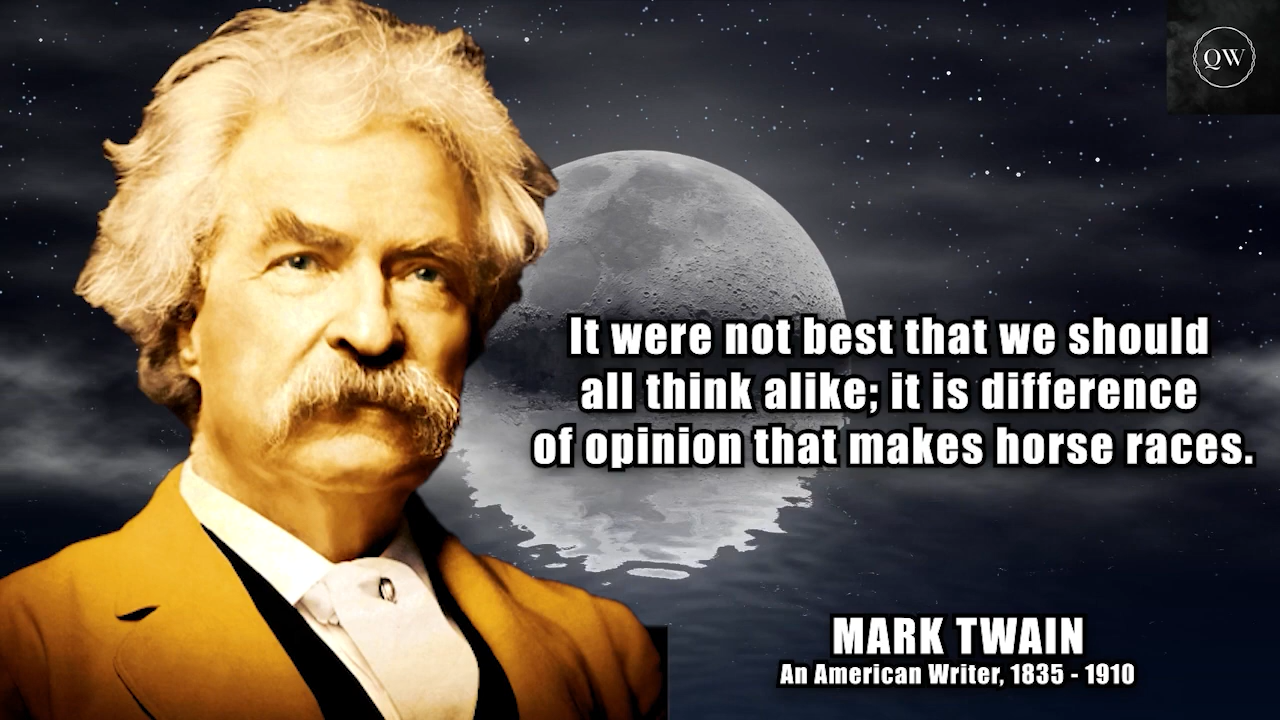 QW
It were not best that we should
all think alike; it is difference
of opinion that makes horse races.
MARK TWAIN
An American Writer, 1835 - 1910